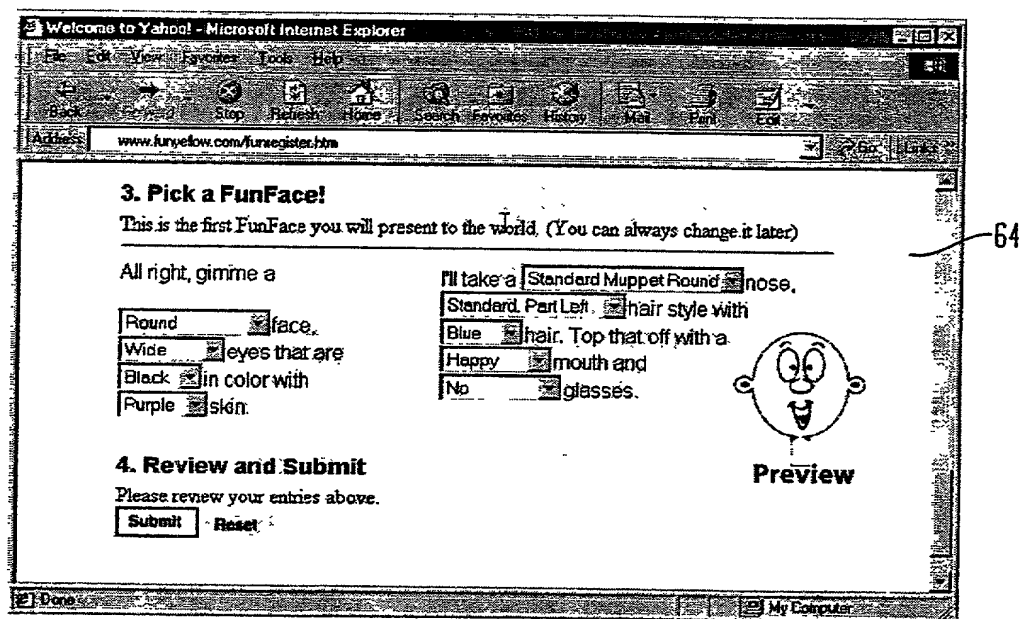 Welcome to Yahoo! - Microsoft Internet Explorer
File Edit View Favorites Tools Help
Back Forward Stop Refresh Home Search Favorites History Mail Print Edit
Address www.funyellow.com/funregister.htm Go Links
3. Pick a FunFace!
This is the first FunFace you will present to the world. (You can always change it later)
64
All right, gimme a
Round face,
Wide eyes that are
Black in color with
Purple skin.
I'll take a Standard Muppet Round nose,
Standard, Part Left, hair style with
Blue hair. Top that off with a
Happy mouth and
No glasses.
Preview
4. Review and Submit
Please review your entries above.
Submit Reset
Done My Computer